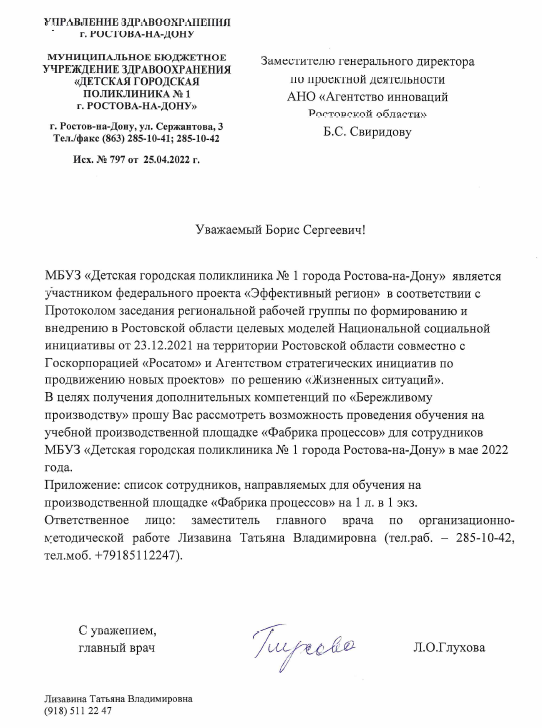 УПРАВЛЕНИЕ ЗДРАВООХРАНЕНИЯ
г. РОСТОВА-НА-ДОНУ
МУНИЦИПАЛЬНОЕ БЮДЖЕТНОЕ
УЧРЕЖДЕНИЕ ЗДРАВООХРАНЕНИЯ
«ДЕТСКАЯ ГОРОДСКАЯ
ПОЛИКЛИНИКА № 1
г. РОСТОВА-НА-ДОНУ»
г. Ростов-на-Дону, ул. Сержантова, 3
Тел./факс (863) 285-10-41; 285-10-42
Исх. № 797 от 25.04.2022 г.
Заместителю генерального директора
по проектной деятельности
АНО «Агентство инноваций
Ростовской области»
Б.С. Свиридову
Уважаемый Борис Сергеевич!
МБУЗ «Детская городская поликлиника № 1 города Ростова-на-Дону» является
участником федерального проекта «Эффективный регион» в соответствии с
Протоколом заседания региональной рабочей группы по формированию и
внедрению в Ростовской области целевых моделей Национальной социальной
инициативы от 23.12.2021 на территории Ростовской области совместно с
Госкорпорацией «Росатом» и Агентством стратегических инициатив по
продвижению новых проектов» по решению «Жизненных ситуаций».
В целях получения дополнительных компетенций по «Бережливому
производству» прошу Вас рассмотреть возможность проведения обучения на
учебной производственной площадке «Фабрика процессов» для сотрудников
МБУЗ «Детская городская поликлиника № 1 города Ростова-на-Дону» в мае 2022
года.
Приложение: список сотрудников, направляемых для обучения на
производственной площадке «Фабрика процессов» на 1 л. в 1 экз.
Ответственное лицо: заместитель главного врача по организационно-
методической работе Лизавина Татьяна Владимировна (тел.раб. – 285-10-42,
тел.моб. +79185112247).
С уважением,
главный врач
Л.О.Глухова
Лизавина Татьяна Владимировна
(918) 511 22 47